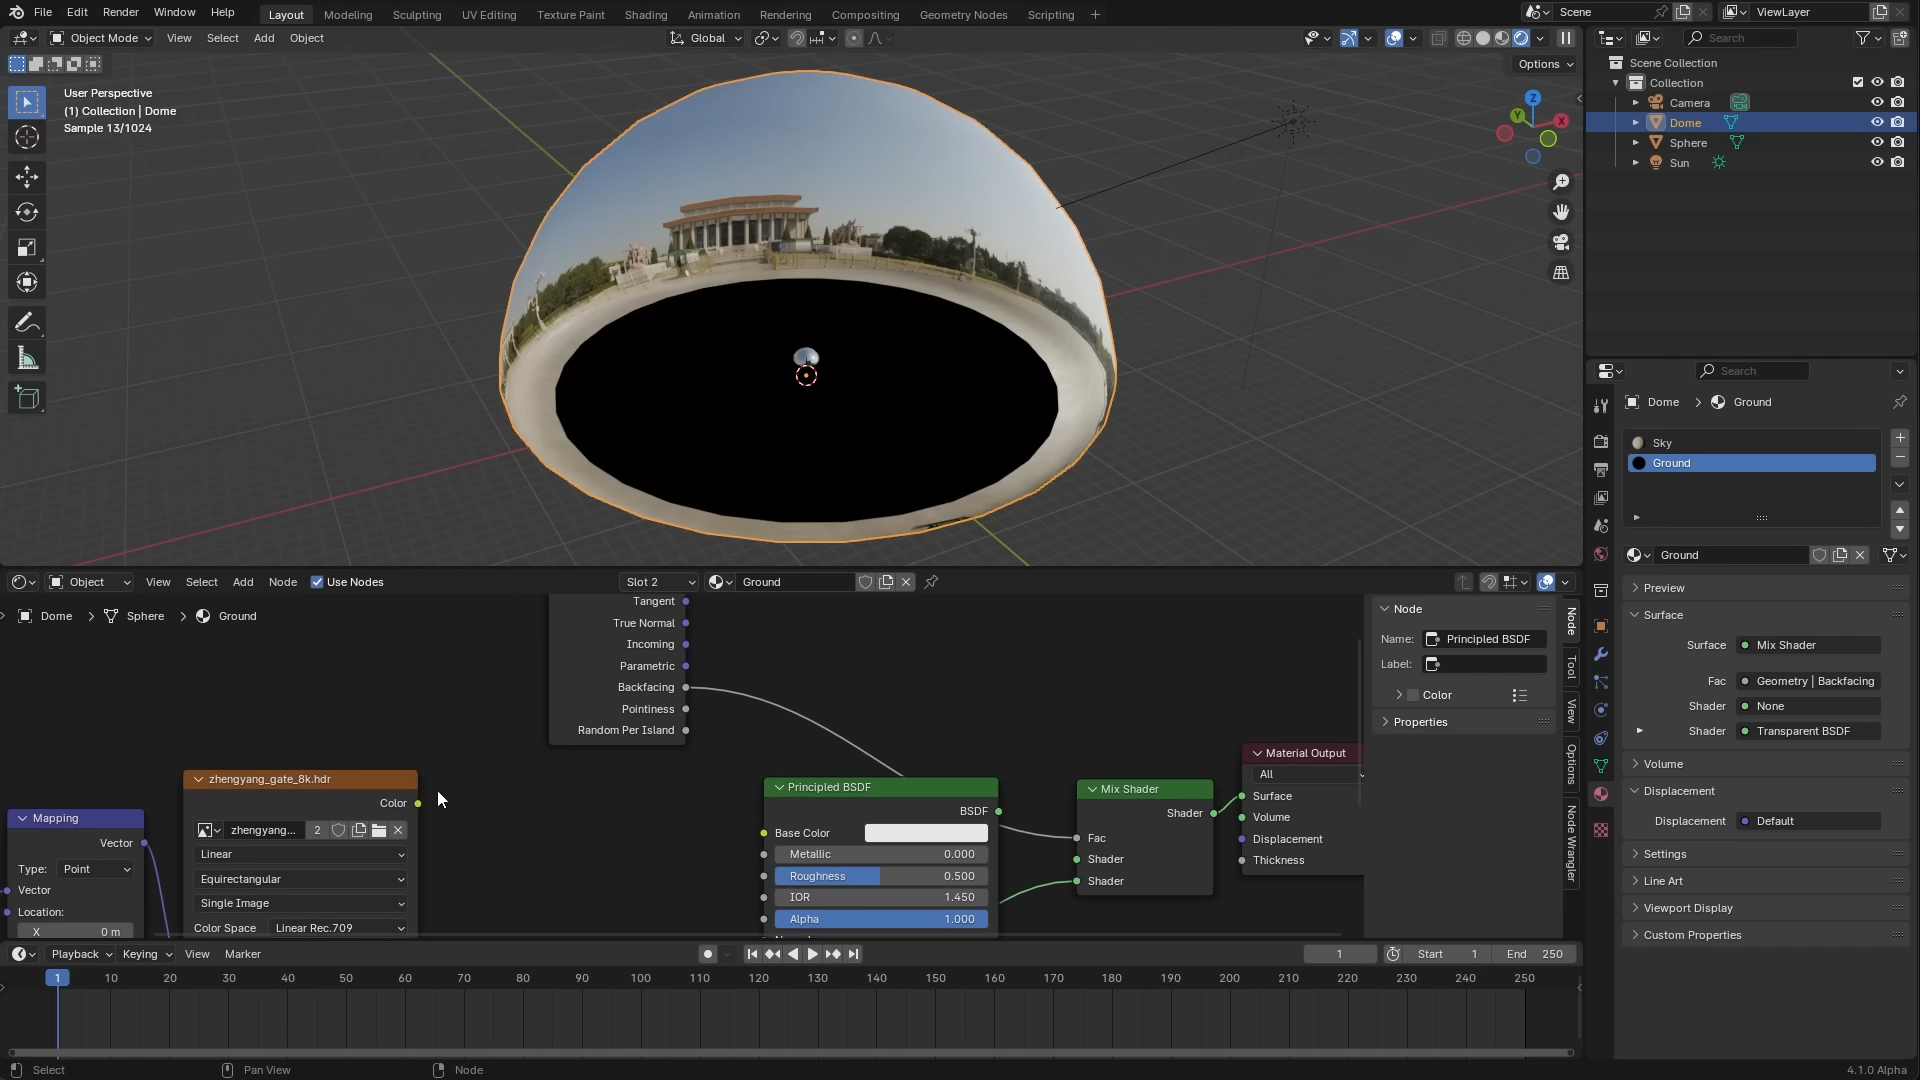 File Edit Render Window Help Layout Modeling Sculpting UV Editing Texture Paint Shading Animation Rendering Compositing Geometry Nodes Scripting + Scene ViewLayer
Object Mode View Select Add Object Global Search
Options
User Perspective
(1) Collection | Dome
Sample 13/1024
Z
Y
X
Scene Collection
Collection
Camera
Dome
Sphere
Sun
Search
Dome > Ground
Sky
Ground
Ground
Preview
Surface
Surface Mix Shader
Fac Geometry | Backfacing
Shader None
Shader Transparent BSDF
Volume
Displacement
Displacement Default
Settings
Line Art
Viewport Display
Custom Properties
Object View Select Add Node Use Nodes Slot 2 Ground
Dome > Sphere > Ground
Tangent
True Normal
Incoming
Parametric
Backfacing
Pointiness
Random Per Island
Mapping
Vector
Type: Point
Vector
Location:
X 0 m
zhengyang_gate_8k.hdr
Color
zhengyang... 2
Linear
Equirectangular
Single Image
Color Space Linear Rec.709
Principled BSDF
BSDF
Base Color
Metallic 0.000
Roughness 0.500
IOR 1.450
Alpha 1.000
Mix Shader
Shader
Fac
Shader
Shader
Material Output
All
Surface
Volume
Displacement
Thickness
Node
Name: Principled BSDF
Label:
Color
Properties
Node
Tool
View
Options
Node Wrangler
Playback Keying View Marker 1 Start 1 End 250
1 10 20 30 40 50 60 70 80 90 100 110 120 130 140 150 160 170 180 190 200 210 220 230 240 250
Select Pan View Node 4.1.0 Alpha